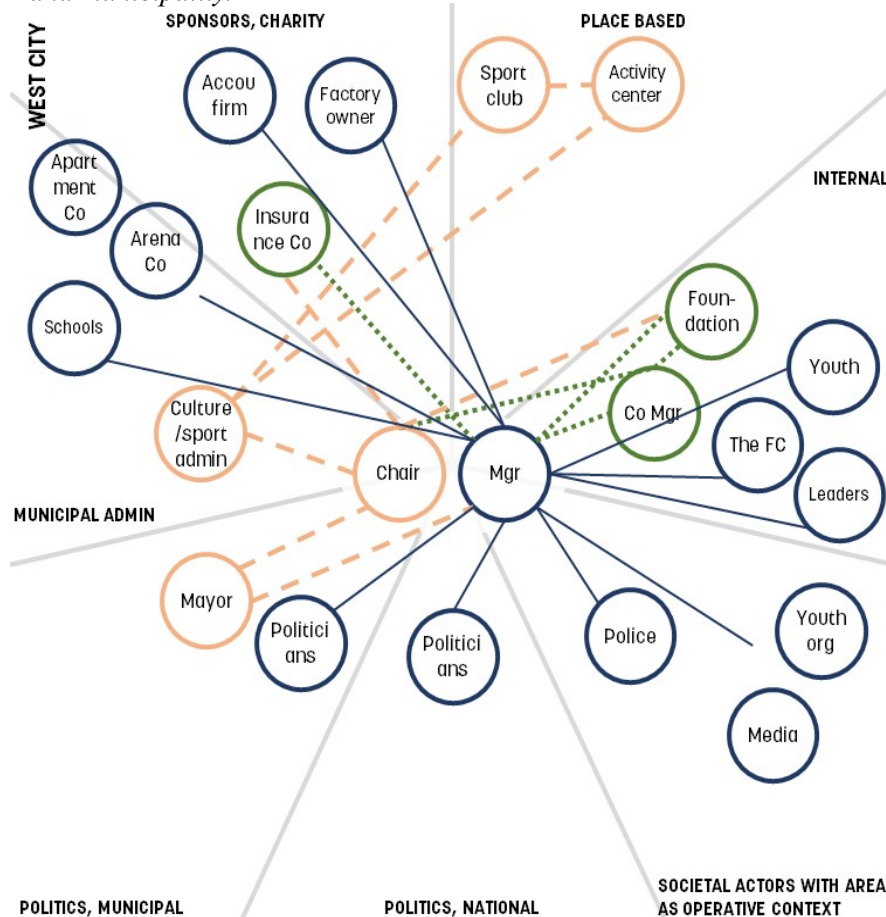 SPONSORS, CHARITY
PLACE BASED
WEST CITY
Accou
firm
Factory
owner
Sport
club
Activity
center
Apart
ment
Co
Arena
Co
Insura
nce Co
INTERNAL
Schools
Foun-
dation
Youth
Culture
/sport
admin
Co Mgr
The FC
Chair
Mgr
Leaders
MUNICIPAL ADMIN
Mayor
Politici
ans
Politici
ans
Police
Youth
org
Media
POLITICS, MUNICIPAL
POLITICS, NATIONAL
SOCIETAL ACTORS WITH AREA
AS OPERATIVE CONTEXT